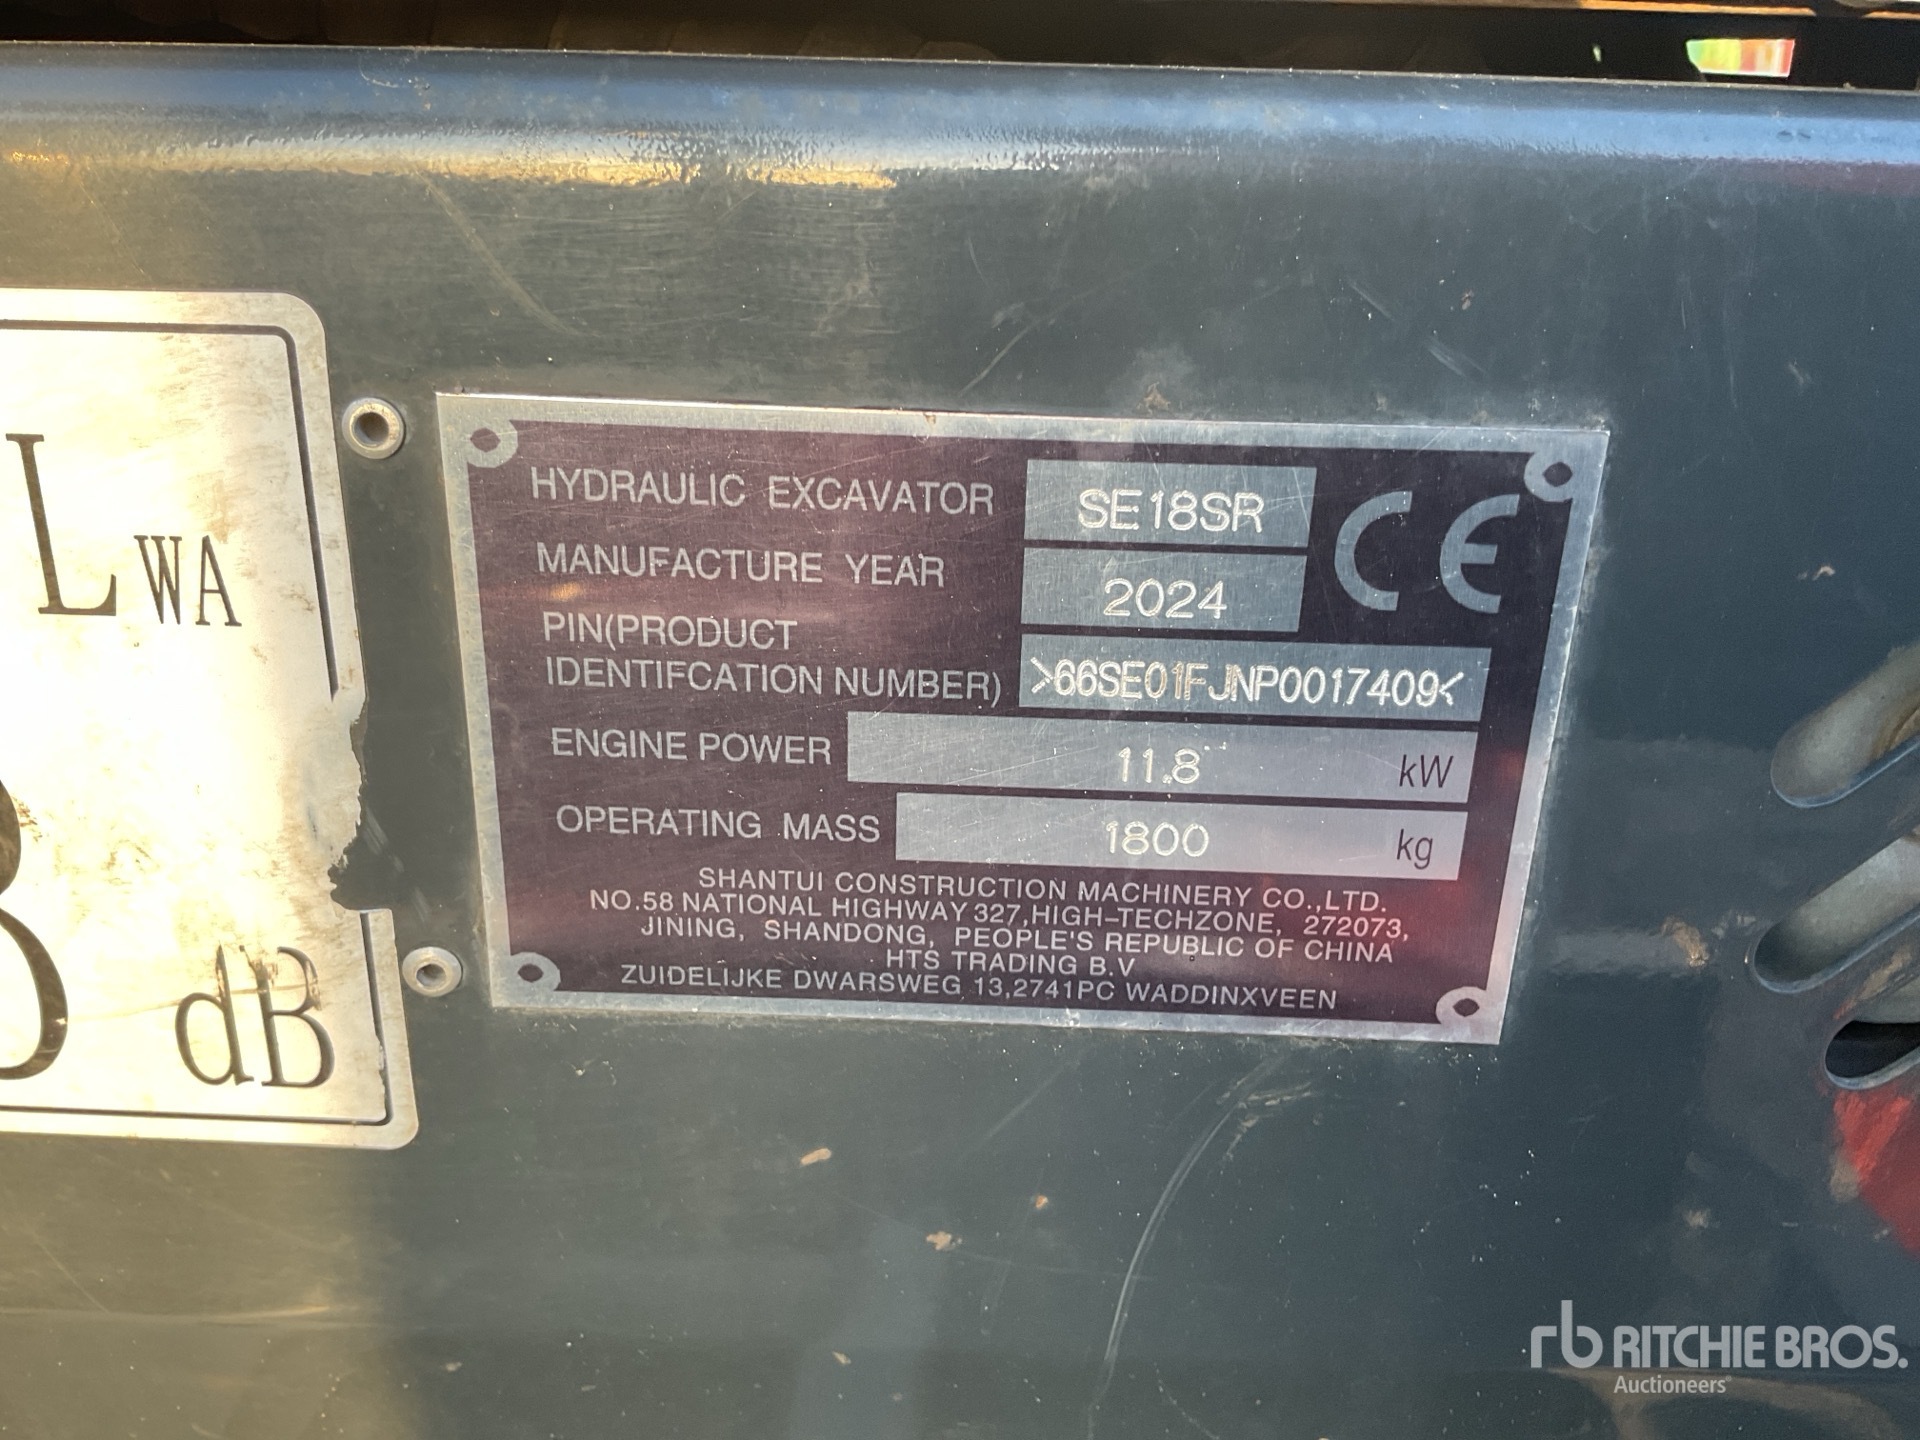 LWA
dB
HYDRAULIC EXCAVATOR SE18SR CE
MANUFACTURE YEAR 2024
PIN(PRODUCT
IDENTIFCATION NUMBER) >66SE01FJNP0017409<
ENGINE POWER 11.8 kW
OPERATING MASS 1800 kg
SHANTUI CONSTRUCTION MACHINERY CO.,LTD.
NO.58 NATIONAL HIGHWAY 327,HIGH-TECHZONE, 272073,
JINING, SHANDONG, PEOPLE'S REPUBLIC OF CHINA
HTS TRADING B.V
ZUIDELIJKE DWARSWEG 13,2741PC WADDINXVEEN
rb RITCHIE BROS.
Auctioneers